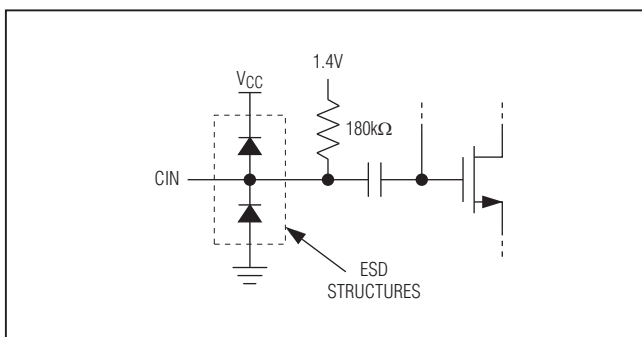 1.4V
VCC
180kΩ
CIN
ESD
STRUCTURES